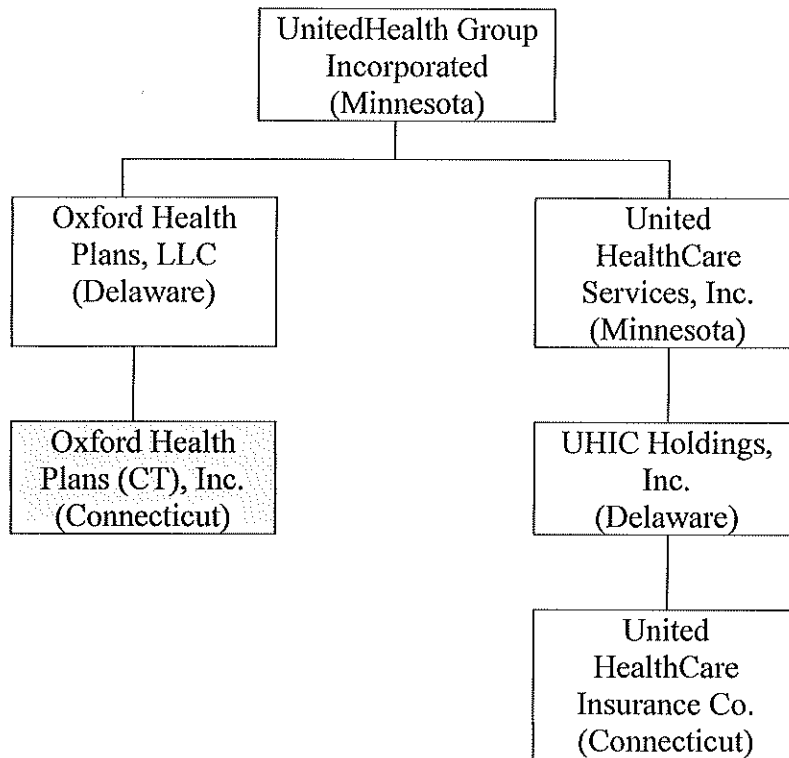 UnitedHealth Group
Incorporated
(Minnesota)
Oxford Health
Plans, LLC
(Delaware)
United
HealthCare
Services, Inc.
(Minnesota)
Oxford Health
Plans (CT), Inc.
(Connecticut)
UHIC Holdings,
Inc.
(Delaware)
United
HealthCare
Insurance Co.
(Connecticut)